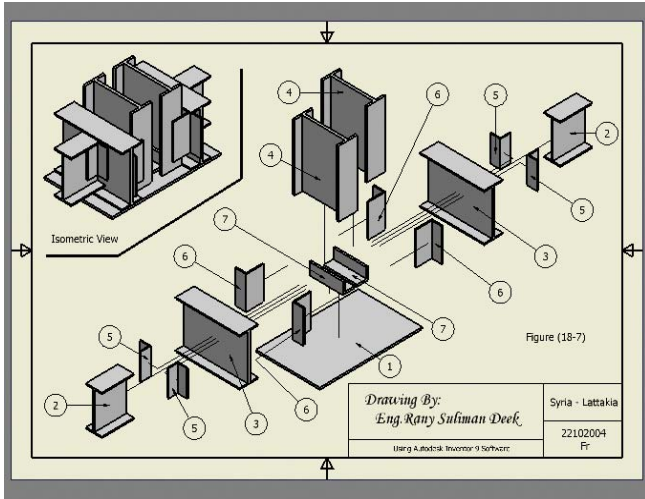 4
6
5
2
4
5
7
3
Isometric View
6
6
7
5
Figure (18-7)
1
2
5
3
6
Drawing By:
Eng.Rany Suliman Deek
Using Autodesk Inventor 9 Software
Syria - Lattakia
22102004
Fr